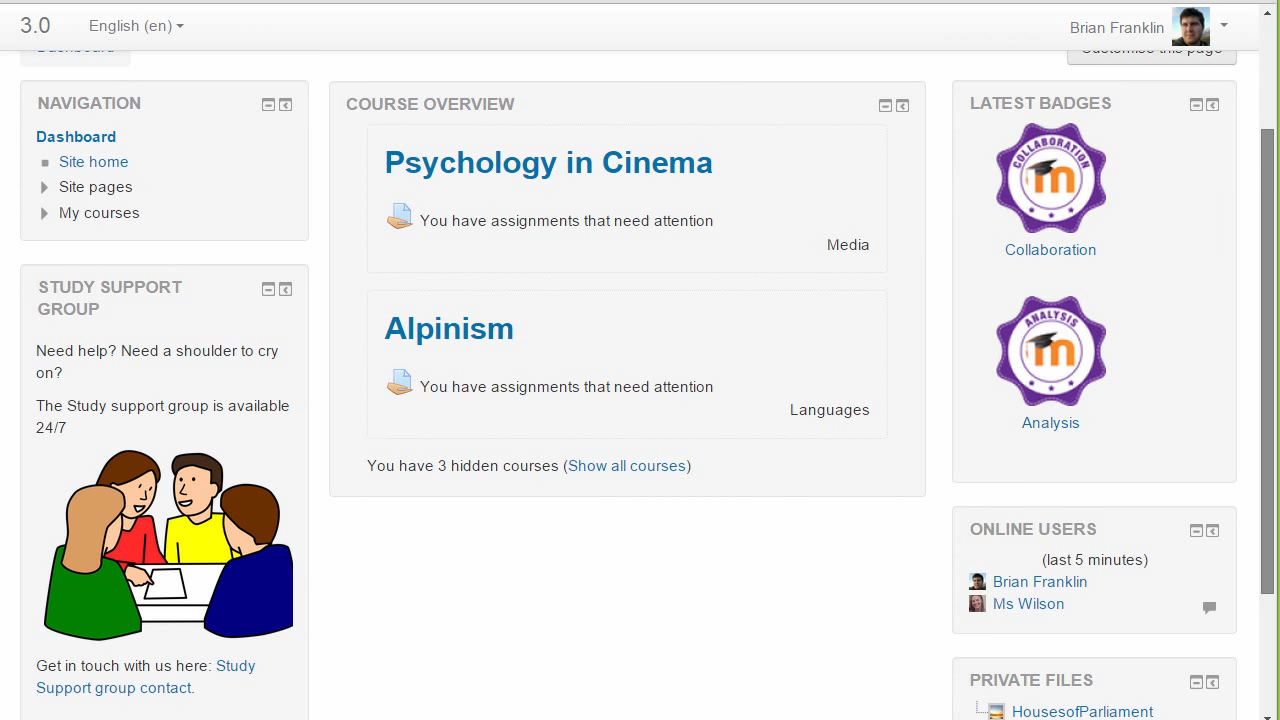 3.0
English (en)
Brian Franklin
Dashboard
Customise this page
NAVIGATION
Dashboard
Site home
Site pages
My courses
STUDY SUPPORT
GROUP
Need help? Need a shoulder to cry
on?
The Study support group is available
24/7
Get in touch with us here: Study
Support group contact.
COURSE OVERVIEW
Psychology in Cinema
You have assignments that need attention
Media
Alpinism
You have assignments that need attention
Languages
You have 3 hidden courses (Show all courses)
LATEST BADGES
COLLABORATION
m
Collaboration
ANALYSIS
m
Analysis
ONLINE USERS
(last 5 minutes)
Brian Franklin
Ms Wilson
PRIVATE FILES
HousesofParliament